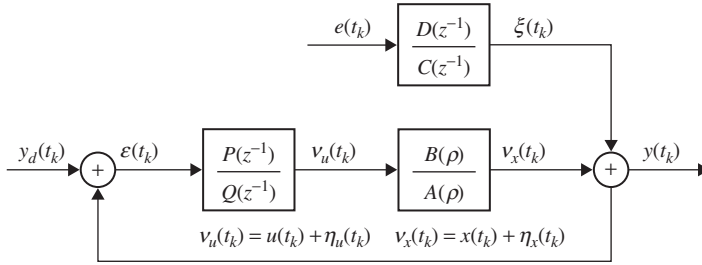 e(t_k) D(z^{-1}) ξ(t_k)
C(z^{-1})
y_d(t_k) ε(t_k) P(z^{-1}) ν_u(t_k) B(ρ) ν_x(t_k) y(t_k)
+ +
Q(z^{-1}) A(ρ)
ν_u(t_k) = u(t_k) + η_u(t_k) ν_x(t_k) = x(t_k) + η_x(t_k)